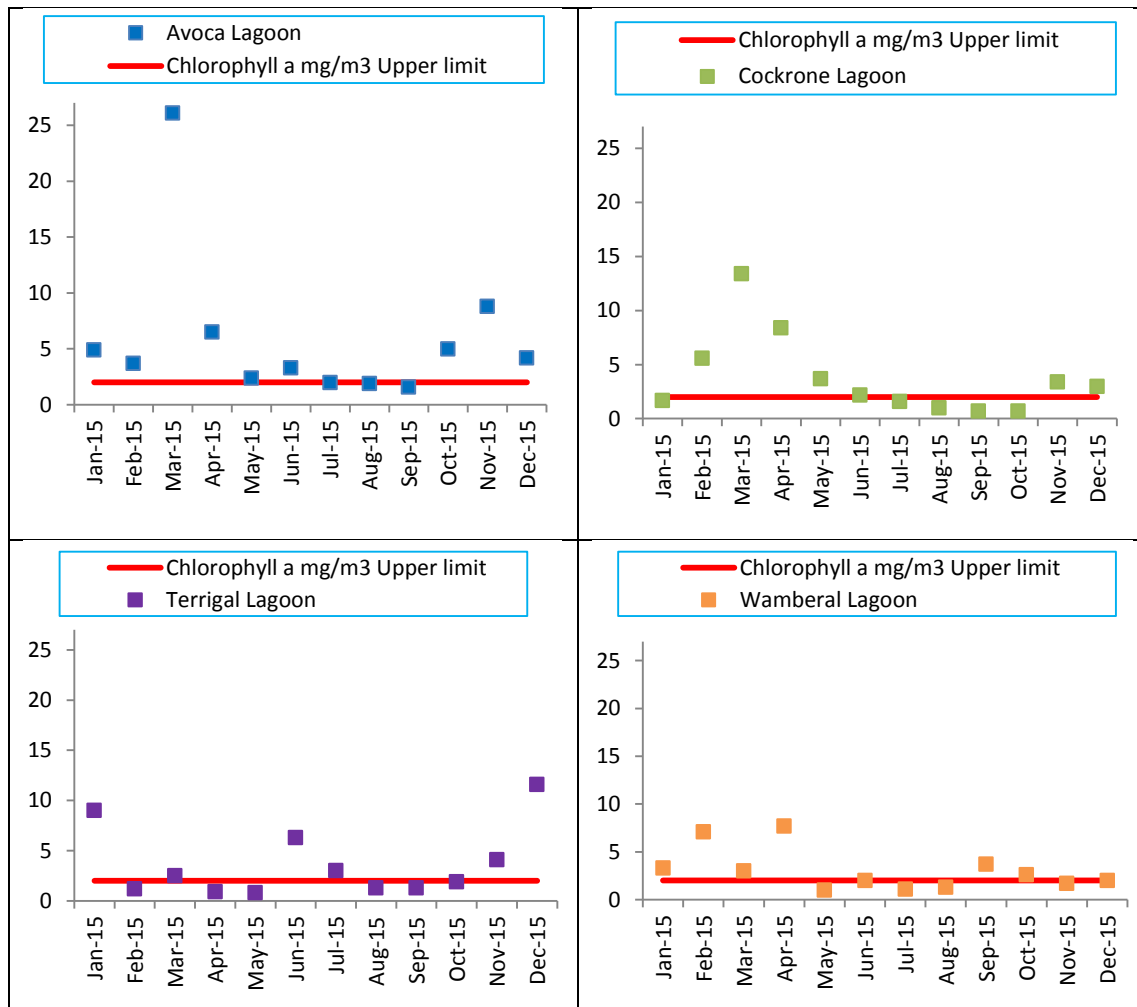 Avoca Lagoon
Chlorophyll a mg/m3 Upper limit
25
20
15
10
5
0
Jan-15
Feb-15
Mar-15
Apr-15
May-15
Jun-15
Jul-15
Aug-15
Sep-15
Oct-15
Nov-15
Dec-15
Chlorophyll a mg/m3 Upper limit
Cockrone Lagoon
25
20
15
10
5
0
Jan-15
Feb-15
Mar-15
Apr-15
May-15
Jun-15
Jul-15
Aug-15
Sep-15
Oct-15
Nov-15
Dec-15
Chlorophyll a mg/m3 Upper limit
Terrigal Lagoon
25
20
15
10
5
0
Jan-15
Feb-15
Mar-15
Apr-15
May-15
Jun-15
Jul-15
Aug-15
Sep-15
Oct-15
Nov-15
Dec-15
Chlorophyll a mg/m3 Upper limit
Wamberal Lagoon
25
20
15
10
5
0
Jan-15
Feb-15
Mar-15
Apr-15
May-15
Jun-15
Jul-15
Aug-15
Sep-15
Oct-15
Nov-15
Dec-15